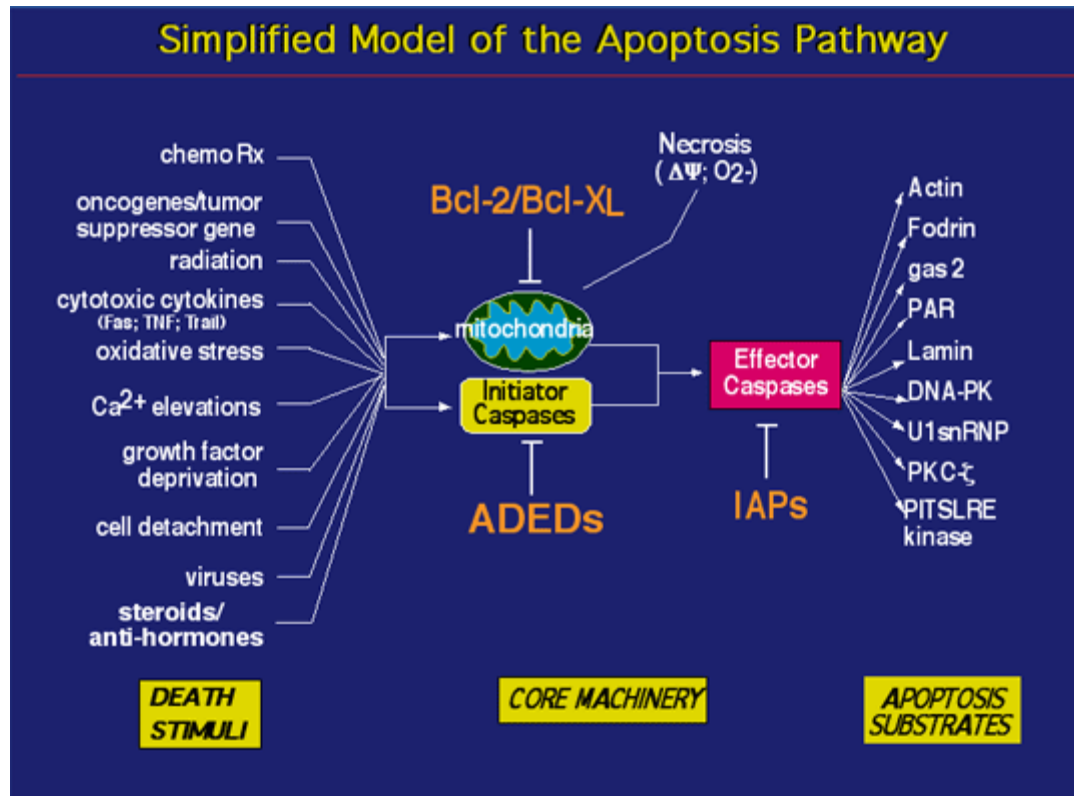 Simplified Model of the Apoptosis Pathway
chemo Rx
oncogenes/tumor
suppressor gene
radiation
cytotoxic cytokines
(Fas; TNF; Trail)
oxidative stress
Ca2+ elevations
growth factor
deprivation
cell detachment
viruses
steroids/
anti-hormones
DEATH
STIMULI
Bcl-2/Bcl-XL
Necrosis
( ΔΨ; O2-)
mitochondria
Initiator
Caspases
ADEDs
Effector
Caspases
IAPs
CORE MACHINERY
Actin
Fodrin
gas 2
PAR
Lamin
DNA-PK
U1snRNP
PKC-ζ
PITSLRE
kinase
APOPTOSIS
SUBSTRATES